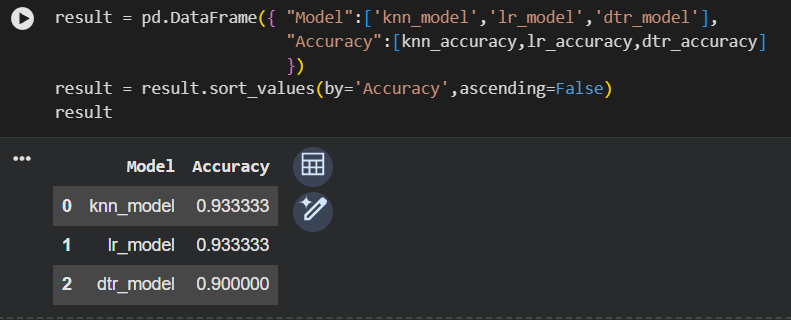 result = pd.DataFrame({ "Model":['knn_model','lr_model','dtr_model'],
"Accuracy":[knn_accuracy,lr_accuracy,dtr_accuracy]
})
result = result.sort_values(by='Accuracy',ascending=False)
result
Model Accuracy
0 knn_model 0.933333
1 lr_model 0.933333
2 dtr_model 0.900000